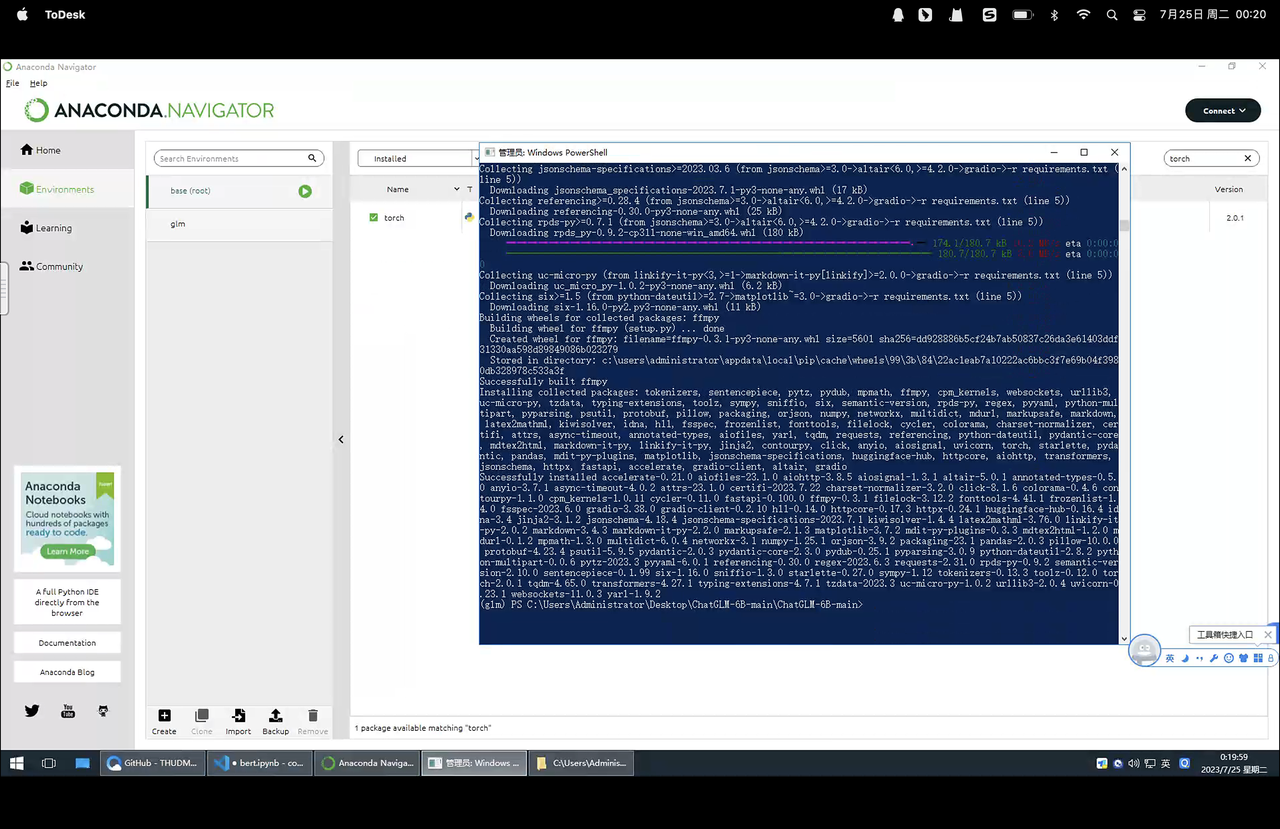 ToDesk
7月25日 周二 00:20
Anaconda Navigator
File Help
ANACONDA.NAVIGATOR
Connect
Home
Environments
Learning
Community
Search Environments
base (root)
glm
Installed
torch
Name
T
Version
torch
2.0.1
管理员: Windows PowerShell
Collecting jsonschema-specifications>=2023.03.6 (from jsonschema>=3.0->altair<6.0,>=4.2.0->gradio->-r requirements.txt (
line 5))
Downloading jsonschema_specifications-2023.7.1-py3-none-any.whl (17 kB)
Collecting referencing>=0.28.4 (from jsonschema>=3.0->altair<6.0,>=4.2.0->gradio->-r requirements.txt (line 5))
Downloading referencing-0.30.0-py3-none-any.whl (25 kB)
Collecting rpds-py>=0.7.1 (from jsonschema>=3.0->altair<6.0,>=4.2.0->gradio->-r requirements.txt (line 5))
Downloading rpds_py-0.9.2-cp311-none-win_amd64.whl (180 kB)
174.1/180.7 kB eta 0:00:0
180.7/180.7 kB eta 0:00:0
0
Collecting uc-micro-py (from linkify-it-py<3,>=1->markdown-it-py[linkify]>=2.0.0->gradio->-r requirements.txt (line 5))
Downloading uc_micro_py-1.0.2-py3-none-any.whl (6.2 kB)
Collecting six>=1.5 (from python-dateutil>=2.7->matplotlib~=3.0->gradio->-r requirements.txt (line 5))
Downloading six-1.16.0-py2.py3-none-any.whl (11 kB)
Building wheels for collected packages: ffmpy
Building wheel for ffmpy (setup.py) ... done
Created wheel for ffmpy: filename=ffmpy-0.3.1-py3-none-any.whl size=5601 sha256=dd928886b5cf24b7ab50837c26da3e61403ddf
31330aa598d89849086b023279
Stored in directory: c:\users\administrator\appdata\local\pip\cache\wheels\99\3b\84\22ac1eab7a10222ac6bbc3f7e69b04f398
0db328978c533a3f
Successfully built ffmpy
Installing collected packages: tokenizers, sentencepiece, pytz, pydub, mpmath, ffmpy, cpm_kernels, websockets, urllib3,
uc-micro-py, tzdata, typing-extensions, toolz, sympy, sniffio, six, semantic-version, rpds-py, regex, pyyaml, python-mul
tipart, pyparsing, psutil, protobuf, pillow, packaging, orjson, numpy, networkx, multidict, mdurl, markupsafe, markdown,
latex2mathml, kiwisolver, idna, h11, fsspec, frozenlist, fonttools, filelock, cycler, colorama, charset-normalizer, cer
tifi, attrs, async-timeout, annotated-types, aiofiles, yarl, tqdm, requests, referencing, python-dateutil, pydantic-core
, mdtex2html, markdown-it-py, linkify-it-py, jinja2, contourpy, click, anyio, aiosignal, uvicorn, torch, starlette, pyda
ntic, pandas, mdit-py-plugins, matplotlib, jsonschema-specifications, huggingface-hub, httpcore, aiohttp, transformers,
jsonschema, httpx, fastapi, accelerate, gradio-client, altair, gradio
Successfully installed accelerate-0.21.0 aiofiles-23.1.0 aiohttp-3.8.5 aiosignal-1.3.1 altair-5.0.1 annotated-types-0.5.
0 anyio-3.7.1 async-timeout-4.0.2 attrs-23.1.0 certifi-2023.7.22 charset-normalizer-3.2.0 click-8.1.6 colorama-0.4.6 con
tourpy-1.1.0 cpm_kernels-1.0.11 cycler-0.11.0 fastapi-0.100.0 ffmpy-0.3.1 filelock-3.12.2 fonttools-4.41.1 frozenlist-1.
4.0 fsspec-2023.6.0 gradio-3.38.0 gradio-client-0.2.10 h11-0.14.0 httpcore-0.17.3 httpx-0.24.1 huggingface-hub-0.16.4 id
na-3.4 jinja2-3.1.2 jsonschema-4.18.4 jsonschema-specifications-2023.7.1 kiwisolver-1.4.4 latex2mathml-3.76.0 linkify-it
-py-2.0.2 markdown-3.4.3 markdown-it-py-2.2.0 markupsafe-2.1.3 matplotlib-3.7.2 mdit-py-plugins-0.3.3 mdtex2html-1.2.0 m
durl-0.1.2 mpmath-1.3.0 multidict-6.0.4 networkx-3.1 numpy-1.25.1 orjson-3.9.2 packaging-23.1 pandas-2.0.3 pillow-10.0.0
protobuf-4.23.4 psutil-5.9.5 pydantic-2.0.3 pydantic-core-2.3.0 pydub-0.25.1 pyparsing-3.0.9 python-dateutil-2.8.2 pyth
on-multipart-0.0.6 pytz-2023.3 pyyaml-6.0.1 referencing-0.30.0 regex-2023.6.3 requests-2.31.0 rpds-py-0.9.2 semantic-ver
sion-2.10.0 sentencepiece-0.1.99 six-1.16.0 sniffio-1.3.0 starlette-0.27.0 sympy-1.12 tokenizers-0.13.3 toolz-0.12.0 tor
ch-2.0.1 tqdm-4.65.0 transformers-4.27.1 typing-extensions-4.7.1 tzdata-2023.3 uc-micro-py-1.0.2 urllib3-2.0.4 uvicorn-0
.23.1 websockets-11.0.3 yarl-1.9.2
(glm) PS C:\Users\Administrator\Desktop\ChatGLM-6B-main\ChatGLM-6B-main>
工具箱快捷入口
英
Anaconda
Notebooks
Cloud notebooks with
hundreds of packages
ready to code.
Learn More
A full Python IDE
directly from the
browser
Documentation
Anaconda Blog
Create
Clone
Import
Backup
Remove
1 package available matching "torch"
GitHub - THUDM...
● bert.ipynb - co...
Anaconda Naviga...
管理员: Windows ...
C:\Users\Adminis...
英
0:19:59
2023/7/25 星期二